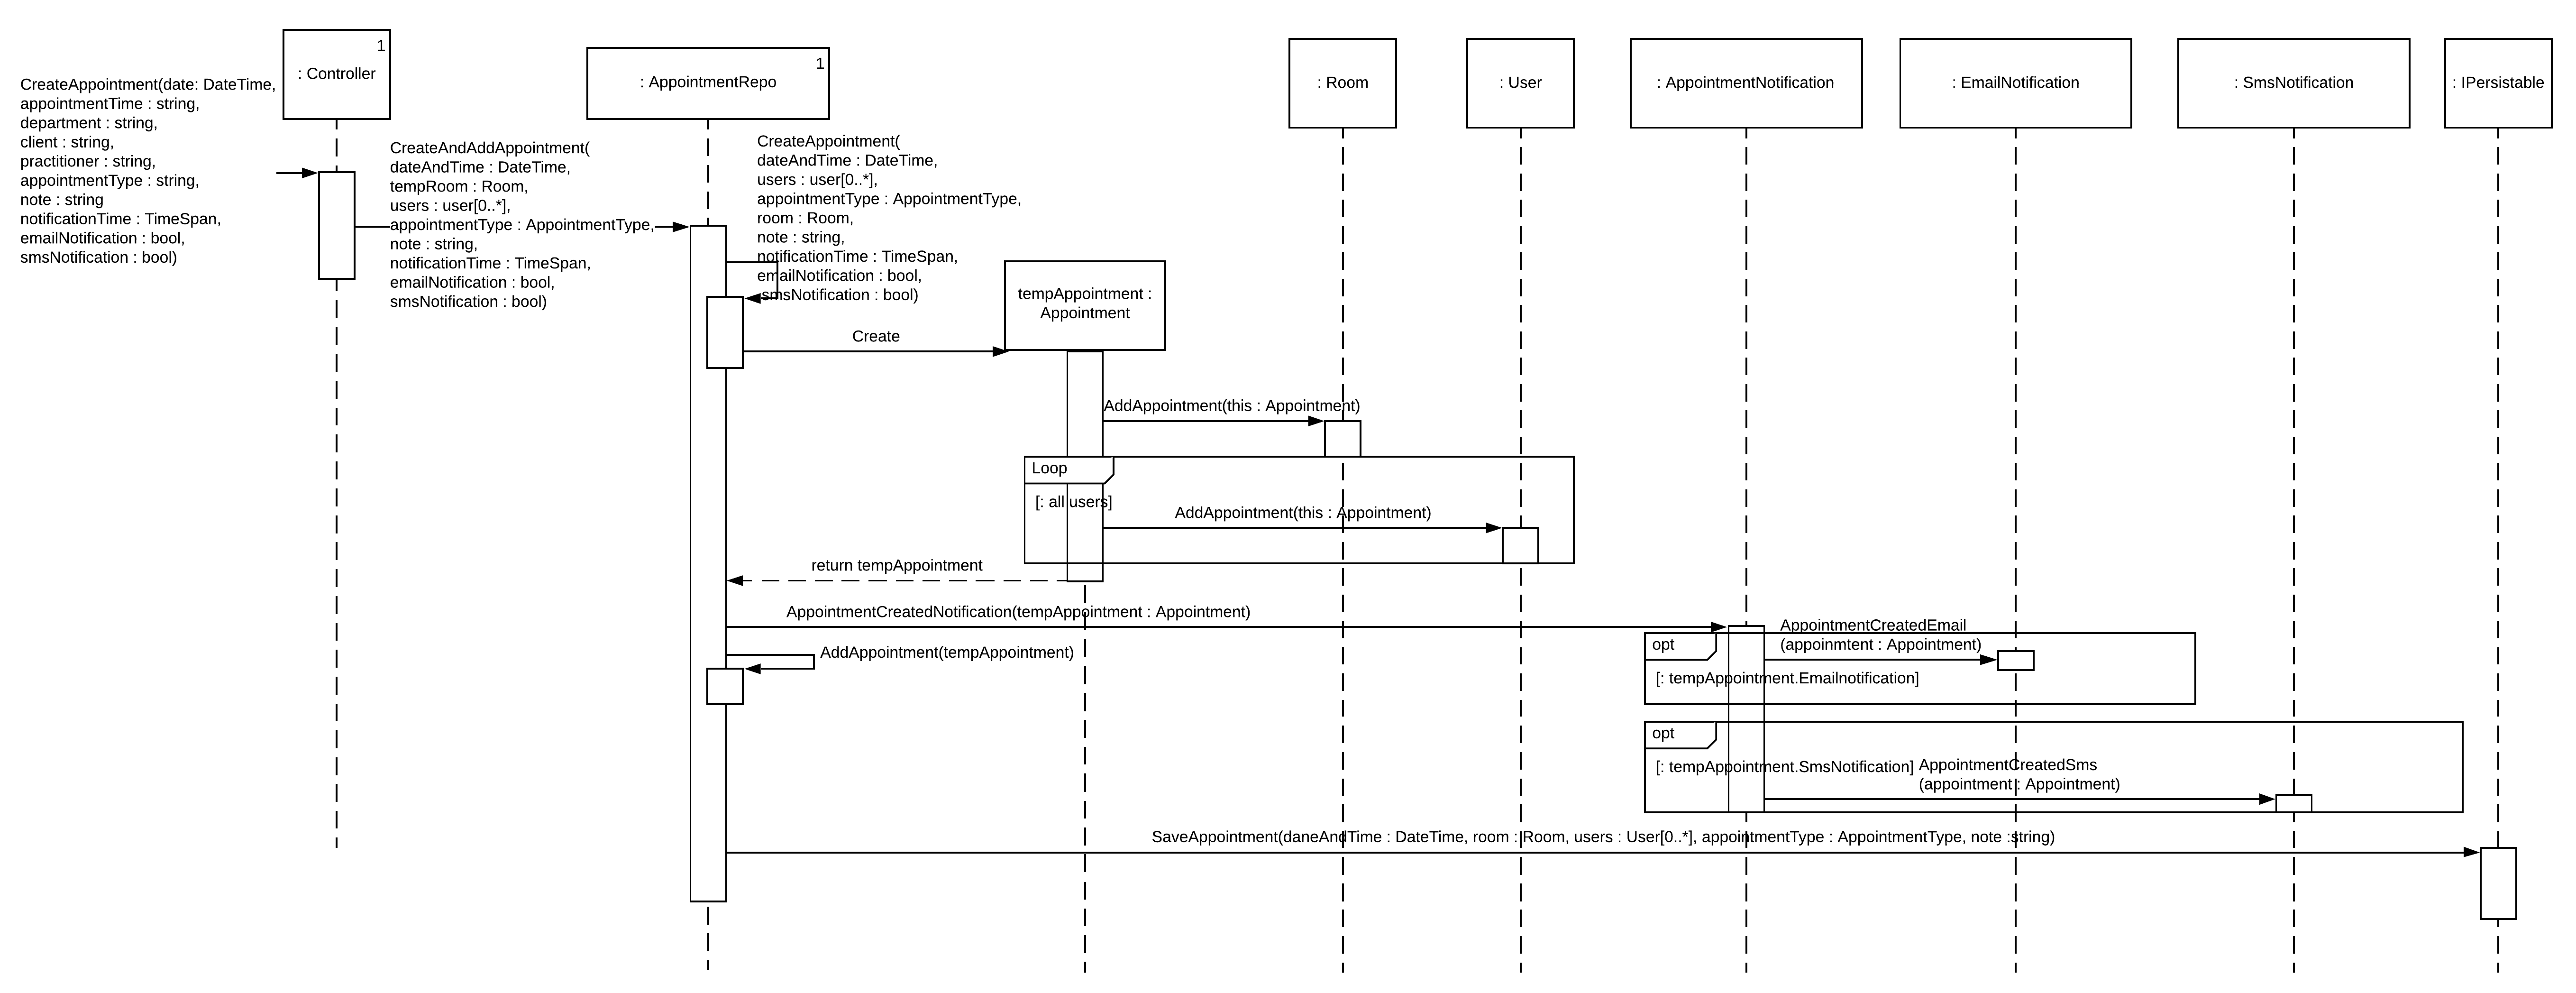 1
: Controller
1
: AppointmentRepo
: Room
: User
: AppointmentNotification
: EmailNotification
: SmsNotification
: IPersistable
CreateAppointment(date: DateTime,
appointmentTime : string,
department : string,
client : string,
practitioner : string,
appointmentType : string,
note : string
notificationTime : TimeSpan,
emailNotification : bool,
smsNotification : bool)
CreateAndAddAppointment(
dateAndTime : DateTime,
tempRoom : Room,
users : user[0..*],
appointmentType : AppointmentType,
note : string,
notificationTime : TimeSpan,
emailNotification : bool,
smsNotification : bool)
CreateAppointment(
dateAndTime : DateTime,
users : user[0..*],
appointmentType : AppointmentType,
room : Room,
note : string,
notificationTime : TimeSpan,
emailNotification : bool,
smsNotification : bool)
tempAppointment :
Appointment
Create
AddAppointment(this : Appointment)
Loop
[: all users]
AddAppointment(this : Appointment)
return tempAppointment
AppointmentCreatedNotification(tempAppointment : Appointment)
AddAppointment(tempAppointment)
opt
AppointmentCreatedEmail
(appoinmtent : Appointment)
[: tempAppointment.Emailnotification]
opt
[: tempAppointment.SmsNotification]
AppointmentCreatedSms
(appointment : Appointment)
SaveAppointment(daneAndTime : DateTime, room : Room, users : User[0..*], appointmentType : AppointmentType, note :string)